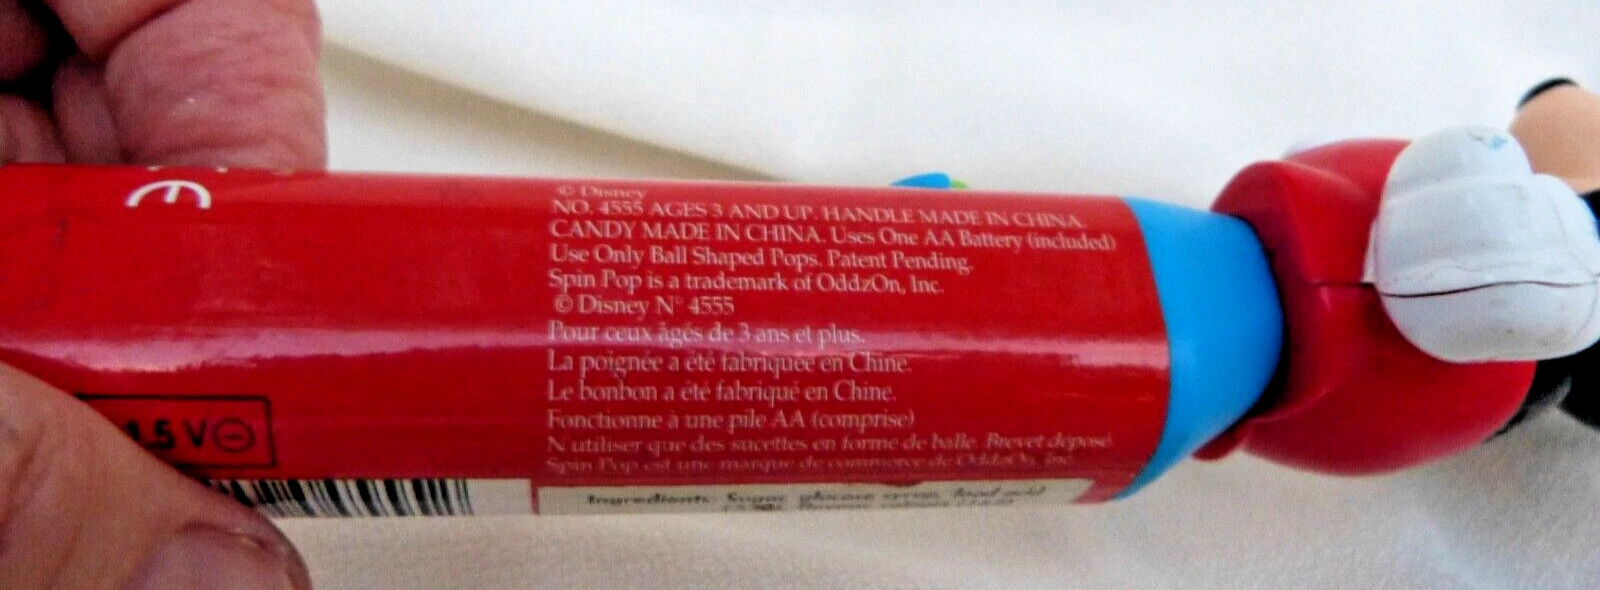 CE
© Disney
NO. 4555 AGES 3 AND UP. HANDLE MADE IN CHINA
CANDY MADE IN CHINA. Uses One AA Battery (included)
Use Only Ball Shaped Pops. Patent Pending.
Spin Pop is a trademark of OddzOn, Inc.
© Disney N° 4555
Pour ceux âgés de 3 ans et plus.
La poignée a été fabriquée en Chine.
Le bonbon a été fabriqué en Chine.
Fonctionne à une pile AA (comprise)
N'utiliser que des sucettes en forme de balle. Brevet déposé.
Spin Pop est une marque de commerce de OddzOn, Inc.
1.5 V
Ingredients: Sugar, glucose syrup, food acid